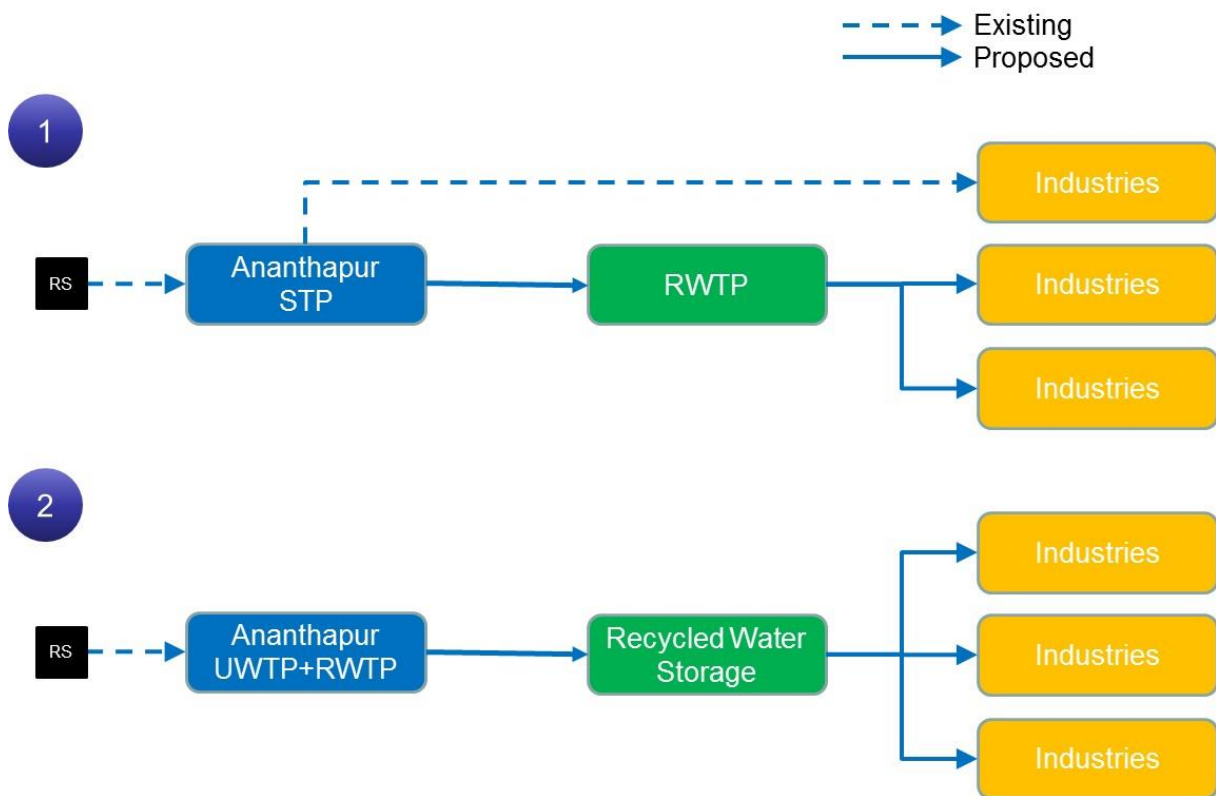 Existing
Proposed
1
Industries
RS
Ananthapur
STP
RWTP
Industries
Industries
2
Industries
RS
Ananthapur
UWTP+RWTP
Recycled Water
Storage
Industries
Industries